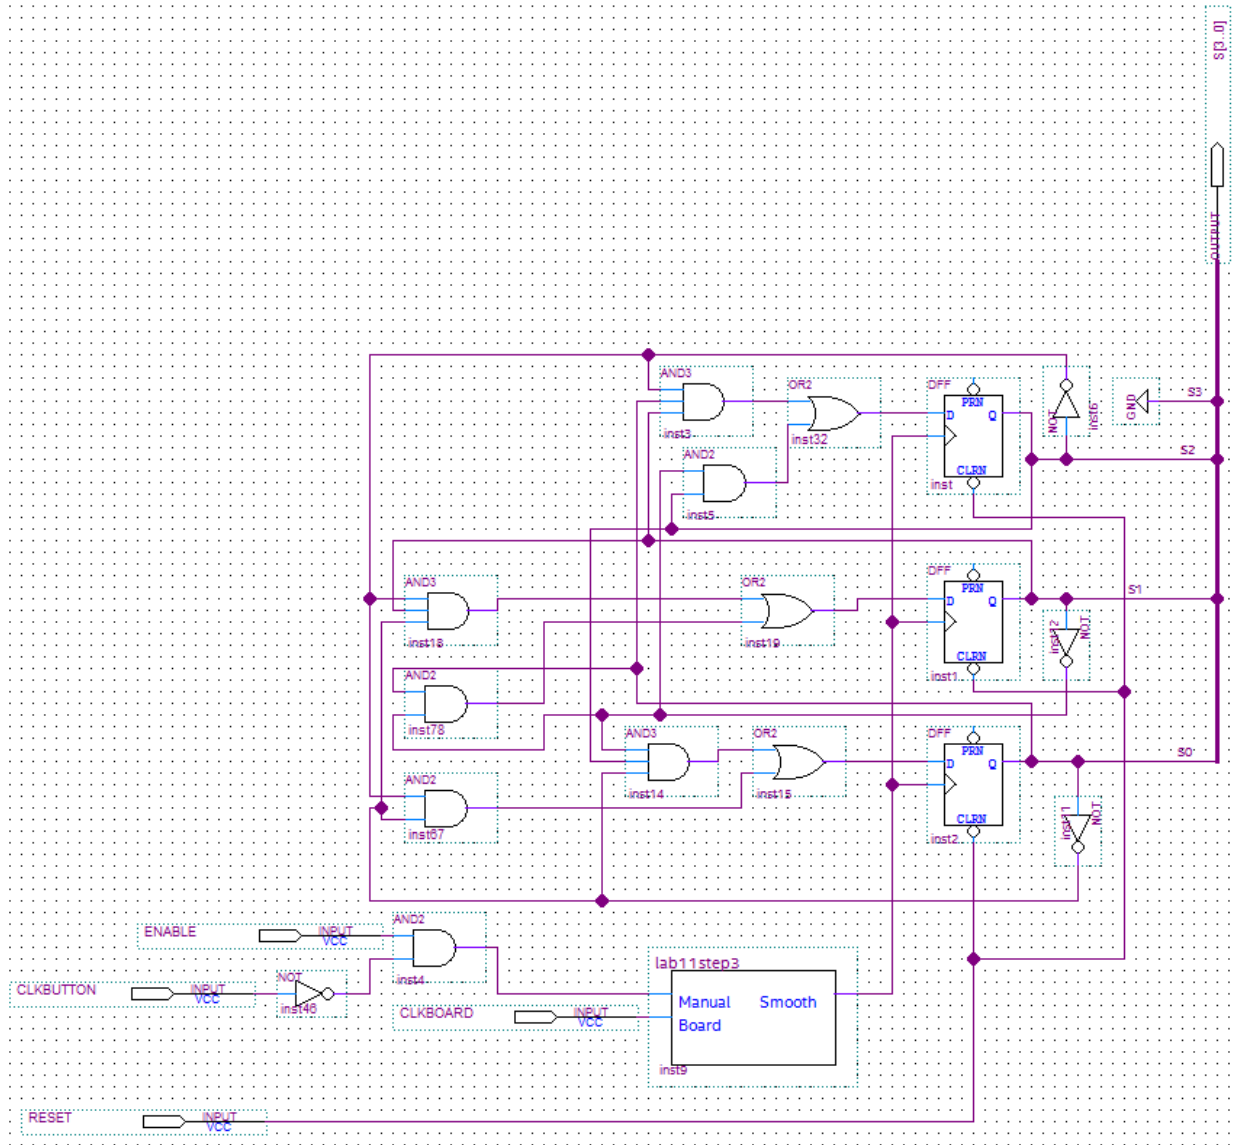 S[3..0]
OUTPUT
AND3
inst3
OR2
inst32
DFF
PRN
D
Q
CLRN
inst
NOT
inst6
GND
S3
S2
AND2
inst5
AND3
inst18
OR2
inst19
DFF
PRN
D
Q
CLRN
inst1
S1
inst12
NOT
AND2
inst78
AND3
inst14
OR2
inst15
DFF
PRN
D
Q
CLRN
inst2
S0
NOT
AND2
inst67
ENABLE
INPUT
VCC
AND2
inst4
CLKBUTTON
INPUT
VCC
NOT
inst46
CLKBOARD
INPUT
VCC
lab11step3
Manual
Smooth
Board
inst9
RESET
INPUT
VCC